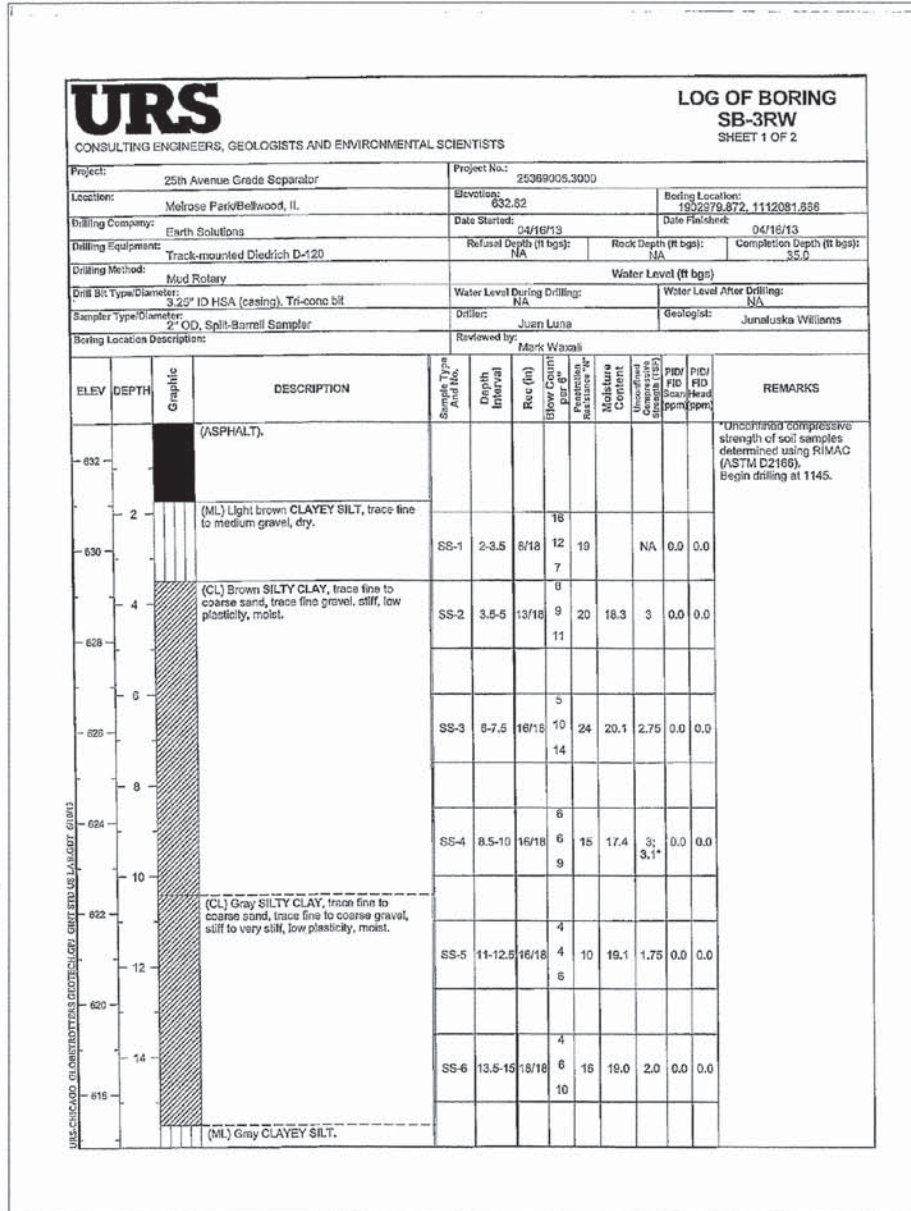 URS
CONSULTING ENGINEERS, GEOLOGISTS AND ENVIRONMENTAL SCIENTISTS
LOG OF BORING
SB-3RW
SHEET 1 OF 2
Project: 25th Avenue Grade Separator
Project No.: 25369005.3000
Location: Melrose Park/Bellwood, IL
Elevation: 632.82
Boring Location: 1902979.872, 1112081.886
Drilling Company: Earth Solutions
Date Started: 04/16/13
Date Finished: 04/16/13
Drilling Equipment: Track-mounted Diedrich D-120
Refusal Depth (ft bgs): NA
Rock Depth (ft bgs): NA
Completion Depth (ft bgs): 35.0
Drilling Method: Mud Rotary
Water Level (ft bgs)
Drill Bit Type/Diameter: 3.25" ID HSA (casing), Tri-cone bit
Water Level During Drilling: NA
Water Level After Drilling: NA
Sampler Type/Diameter: 2" OD, Split-Barrell Sampler
Driller: Juan Luna
Geologist: Junaluska Williams
Boring Location Description:
Reviewed by: Mark Waxali
ELEV DEPTH Graphic DESCRIPTION Sample Type And No. Depth Interval Rec (in) Blow Count per 6" Penetration Resistance "N" Moisture Content Unconfined Compressive Strength (TSF) PID/ FID Scan (ppm) PID/ FID Head (ppm) REMARKS
(ASPHALT).
*Unconfined compressive
strength of soil samples
determined using RIMAC
(ASTM D2166).
Begin drilling at 1145.
632
2
(ML) Light brown CLAYEY SILT, trace fine
to medium gravel, dry.
630
SS-1 2-3.5 8/18 16 12 7 19 NA 0.0 0.0
(CL) Brown SILTY CLAY, trace fine to
coarse sand, trace fine gravel, stiff, low
plasticity, moist.
4
SS-2 3.5-5 13/18 8 9 11 20 18.3 3 0.0 0.0
628
6
626
SS-3 6-7.5 16/18 5 10 14 24 20.1 2.75 0.0 0.0
8
624
SS-4 8.5-10 16/18 6 6 9 15 17.4 3; 3.1* 0.0 0.0
10
(CL) Gray SILTY CLAY, trace fine to
coarse sand, trace fine to coarse gravel,
stiff to very stiff, low plasticity, moist.
622
SS-5 11-12.5 16/18 4 4 6 10 19.1 1.75 0.0 0.0
12
620
14
SS-6 13.5-15 18/18 4 6 10 16 19.0 2.0 0.0 0.0
618
(ML) Gray CLAYEY SILT.
URS-CHICAGO GLOBETROTTERS GEOTECH.GPJ GINT STD US LAB.GDT 6/10/13